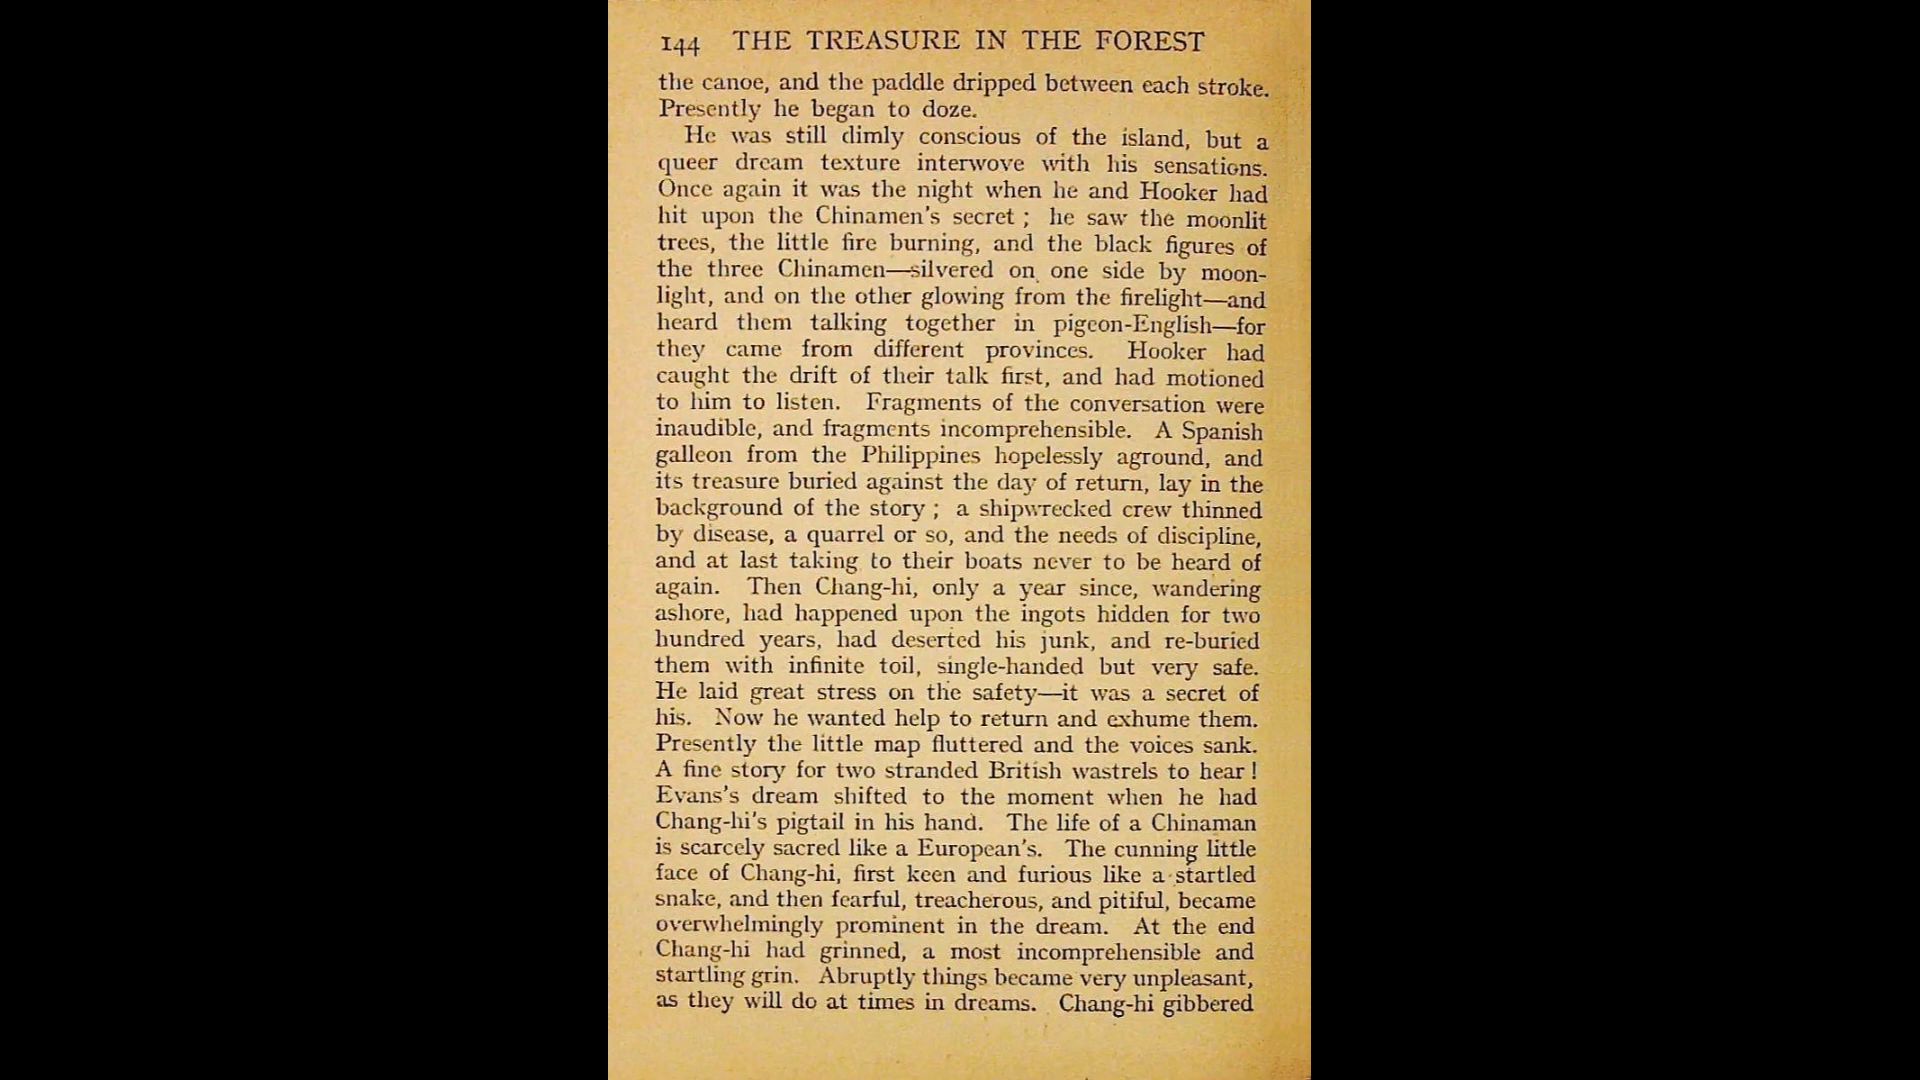 144 THE TREASURE IN THE FOREST
the canoe, and the paddle dripped between each stroke.
Presently he began to doze.
He was still dimly conscious of the island, but a
queer dream texture interwove with his sensations.
Once again it was the night when he and Hooker had
hit upon the Chinamen's secret ; he saw the moonlit
trees, the little fire burning, and the black figures of
the three Chinamen—silvered on one side by moon-
light, and on the other glowing from the firelight—and
heard them talking together in pigeon-English—for
they came from different provinces. Hooker had
caught the drift of their talk first, and had motioned
to him to listen. Fragments of the conversation were
inaudible, and fragments incomprehensible. A Spanish
galleon from the Philippines hopelessly aground, and
its treasure buried against the day of return, lay in the
background of the story ; a shipwrecked crew thinned
by disease, a quarrel or so, and the needs of discipline,
and at last taking to their boats never to be heard of
again. Then Chang-hi, only a year since, wandering
ashore, had happened upon the ingots hidden for two
hundred years, had deserted his junk, and re-buried
them with infinite toil, single-handed but very safe.
He laid great stress on the safety—it was a secret of
his. Now he wanted help to return and exhume them.
Presently the little map fluttered and the voices sank.
A fine story for two stranded British wastrels to hear !
Evans's dream shifted to the moment when he had
Chang-hi's pigtail in his hand. The life of a Chinaman
is scarcely sacred like a European's. The cunning little
face of Chang-hi, first keen and furious like a startled
snake, and then fearful, treacherous, and pitiful, became
overwhelmingly prominent in the dream. At the end
Chang-hi had grinned, a most incomprehensible and
startling grin. Abruptly things became very unpleasant,
as they will do at times in dreams. Chang-hi gibbered